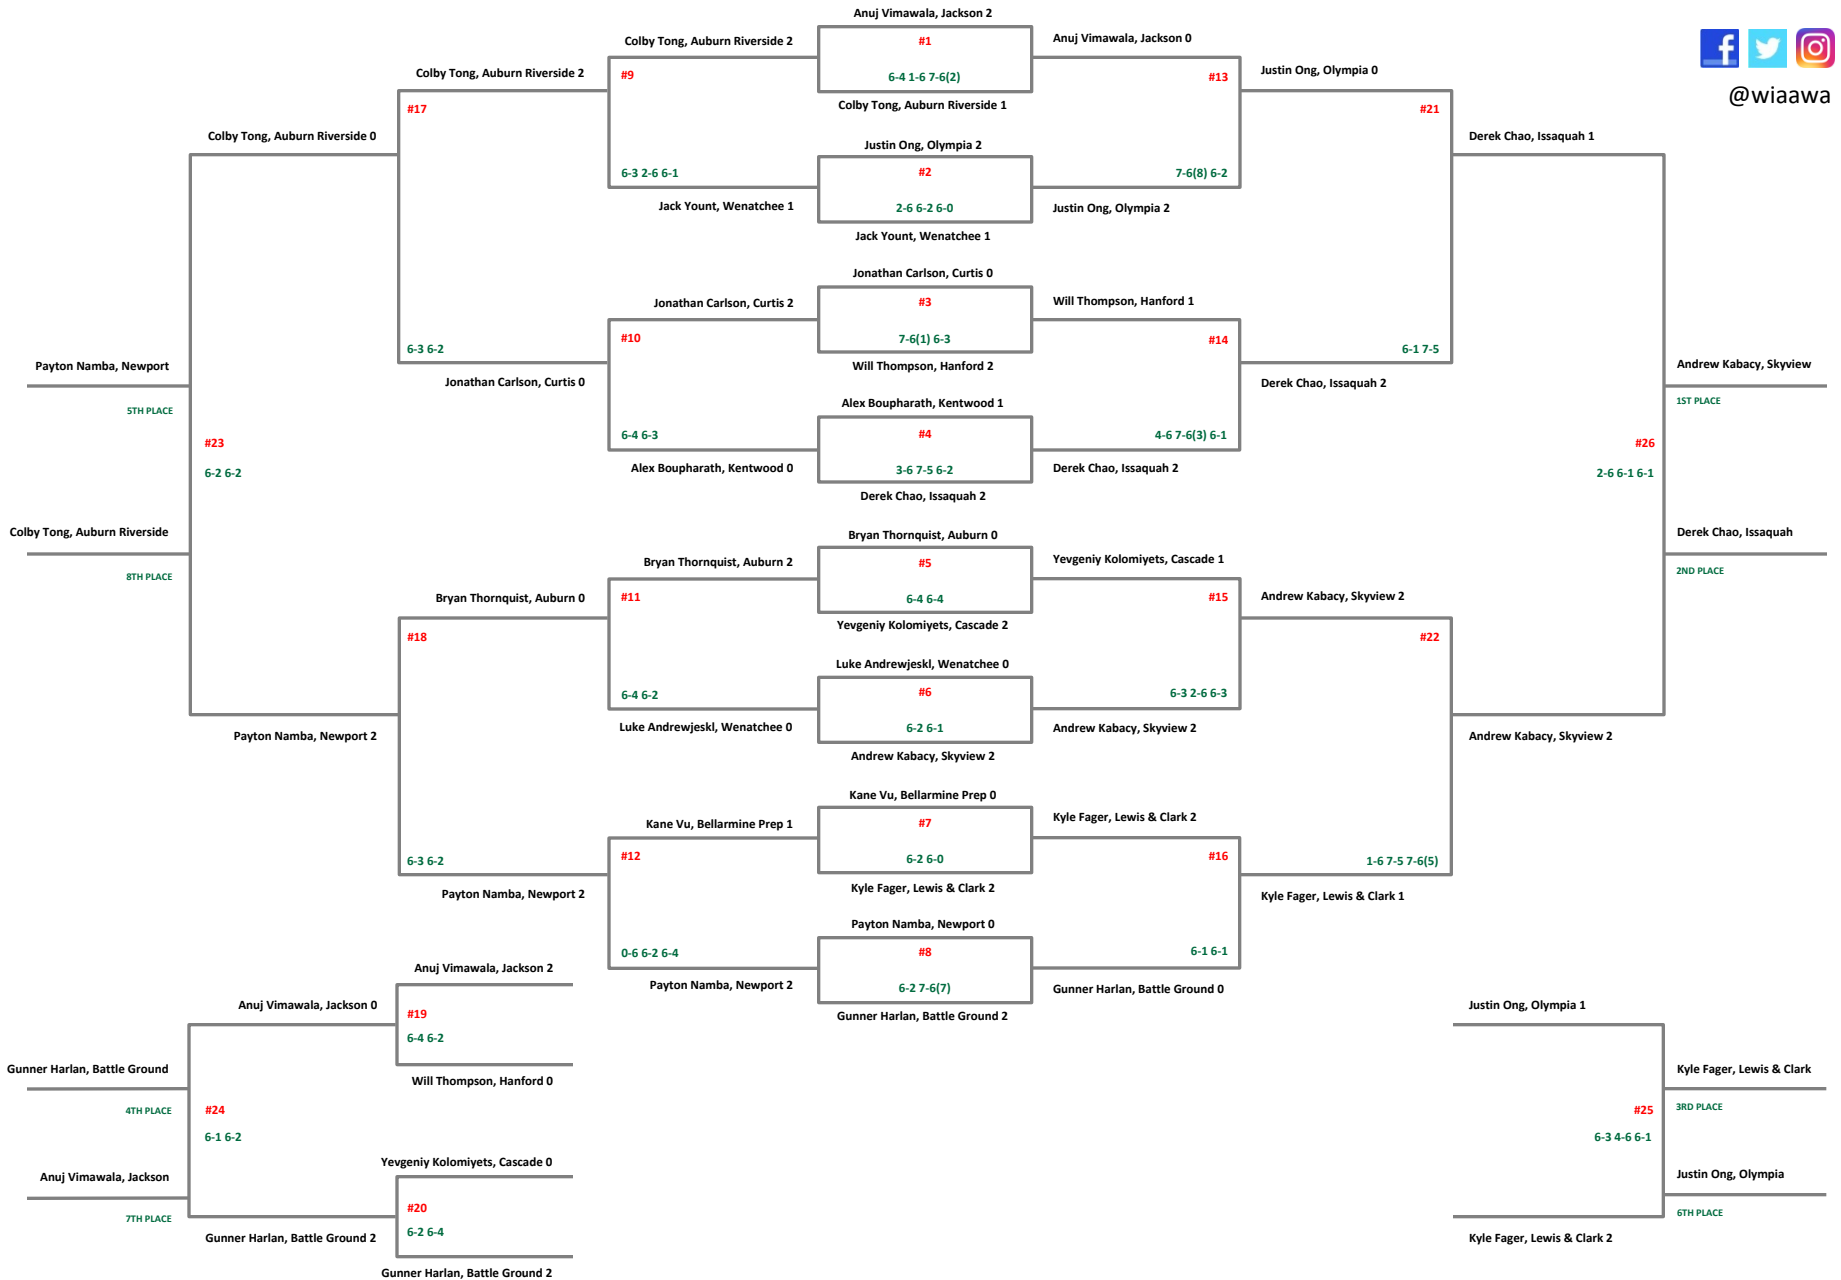 Anuj Vimawala, Jackson 2
Colby Tong, Auburn Riverside 2
#1
Anuj Vimawala, Jackson 0
Colby Tong, Auburn Riverside 2
#9
6-4 1-6 7-6(2)
#13
Justin Ong, Olympia 0
@wiaawa
#17
Colby Tong, Auburn Riverside 1
#21
Colby Tong, Auburn Riverside 0
Justin Ong, Olympia 2
Derek Chao, Issaquah 1
6-3 2-6 6-1
#2
7-6(8) 6-2
Jack Yount, Wenatchee 1
2-6 6-2 6-0
Justin Ong, Olympia 2
Jack Yount, Wenatchee 1
Jonathan Carlson, Curtis 0
Jonathan Carlson, Curtis 2
#3
Will Thompson, Hanford 1
#10
7-6(1) 6-3
#14
6-3 6-2
6-1 7-5
Payton Namba, Newport
Will Thompson, Hanford 2
Andrew Kabacy, Skyview
Jonathan Carlson, Curtis 0
Derek Chao, Issaquah 2
5TH PLACE
Alex Boupharath, Kentwood 1
1ST PLACE
#23
6-4 6-3
#4
4-6 7-6(3) 6-1
#26
6-2 6-2
Alex Boupharath, Kentwood 0
3-6 7-5 6-2
Derek Chao, Issaquah 2
2-6 6-1 6-1
Derek Chao, Issaquah 2
Colby Tong, Auburn Riverside
Bryan Thornquist, Auburn 0
Derek Chao, Issaquah
Bryan Thornquist, Auburn 2
#5
Yevgeniy Kolomiyets, Cascade 1
8TH PLACE
2ND PLACE
Bryan Thornquist, Auburn 0
#11
6-4 6-4
#15
Andrew Kabacy, Skyview 2
#18
Yevgeniy Kolomiyets, Cascade 2
#22
Luke Andrewjeskl, Wenatchee 0
6-4 6-2
#6
6-3 2-6 6-3
Luke Andrewjeskl, Wenatchee 0
6-2 6-1
Andrew Kabacy, Skyview 2
Payton Namba, Newport 2
Andrew Kabacy, Skyview 2
Andrew Kabacy, Skyview 2
Kane Vu, Bellarmine Prep 0
Kane Vu, Bellarmine Prep 1
#7
Kyle Fager, Lewis & Clark 2
6-3 6-2
#12
6-2 6-0
#16
1-6 7-5 7-6(5)
Payton Namba, Newport 2
Kyle Fager, Lewis & Clark 2
Kyle Fager, Lewis & Clark 1
Payton Namba, Newport 0
0-6 6-2 6-4
#8
6-1 6-1
Anuj Vimawala, Jackson 2
Payton Namba, Newport 2
6-2 7-6(7)
Gunner Harlan, Battle Ground 0
Anuj Vimawala, Jackson 0
#19
Gunner Harlan, Battle Ground 2
Justin Ong, Olympia 1
6-4 6-2
Gunner Harlan, Battle Ground
Will Thompson, Hanford 0
Kyle Fager, Lewis & Clark
4TH PLACE
#24
#25
3RD PLACE
6-1 6-2
6-3 4-6 6-1
Anuj Vimawala, Jackson
Yevgeniy Kolomiyets, Cascade 0
Justin Ong, Olympia
7TH PLACE
#20
6TH PLACE
Gunner Harlan, Battle Ground 2
6-2 6-4
Kyle Fager, Lewis & Clark 2
Gunner Harlan, Battle Ground 2